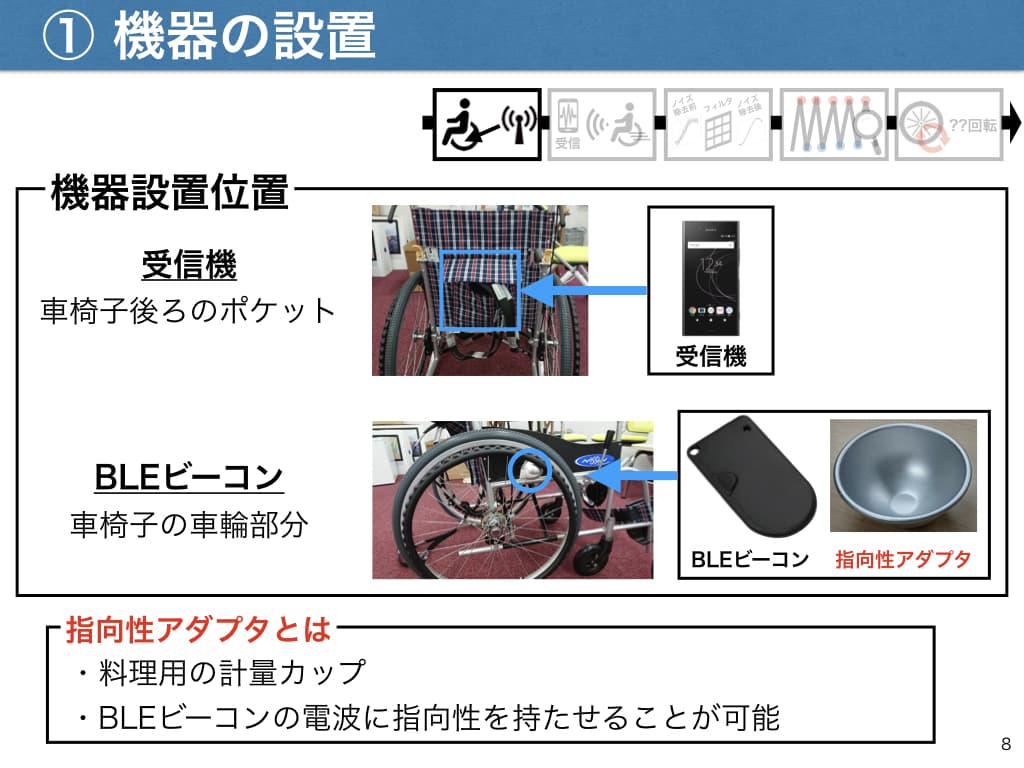 ① 機器の設置
受信
ノイズ
除去前
フィルタ
ノイズ
除去後
??回転
機器設置位置
受信機
車椅子後ろのポケット
受信機
BLEビーコン
車椅子の車輪部分
BLEビーコン
指向性アダプタ
指向性アダプタとは
・料理用の計量カップ
・BLEビーコンの電波に指向性を持たせることが可能
8